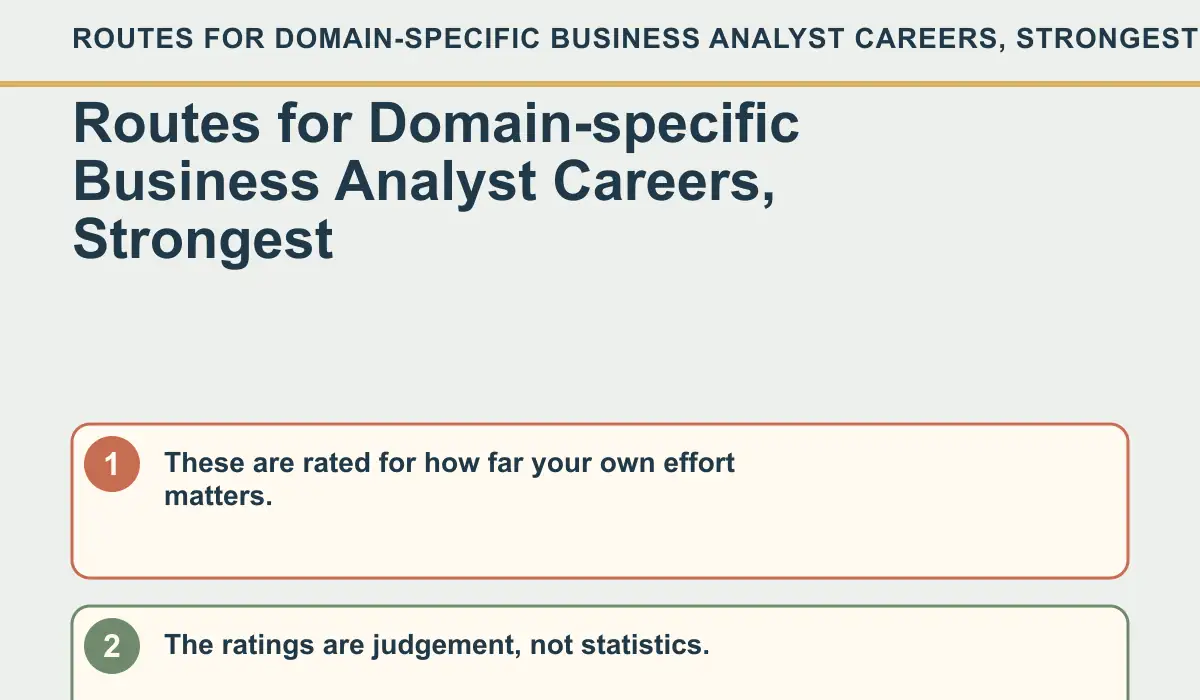 ROUTES FOR DOMAIN-SPECIFIC BUSINESS ANALYST CAREERS, STRONGEST
Routes for Domain-specific
Business Analyst Careers,
Strongest
1
These are rated for how far your own effort
matters.
2
The ratings are judgement, not statistics.